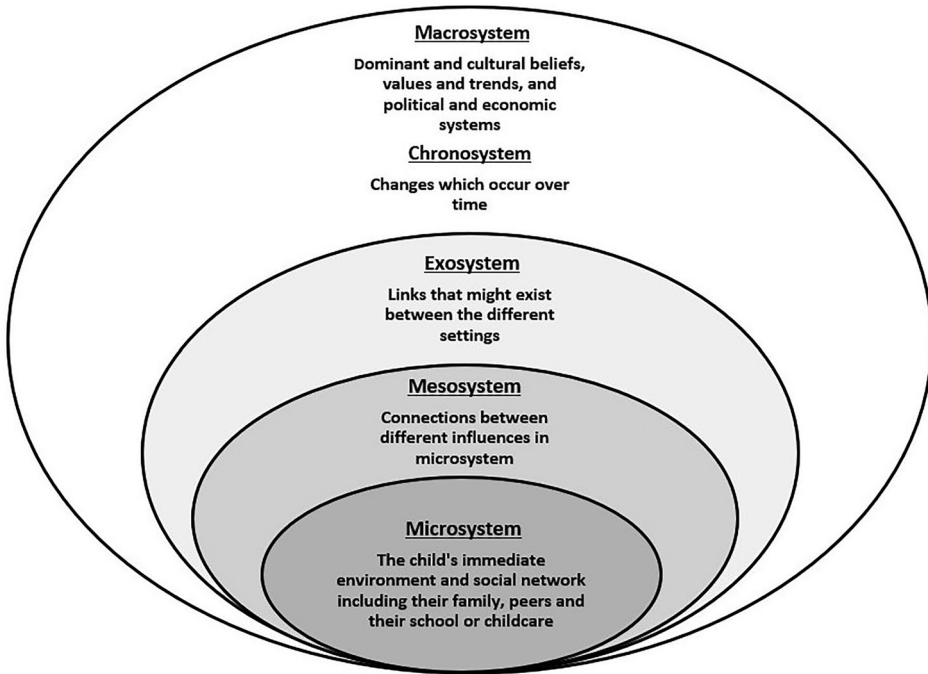 Macrosystem
Dominant and cultural beliefs,
values and trends, and
political and economic
systems
Chronosystem
Changes which occur over
time
Exosystem
Links that might exist
between the different
settings
Mesosystem
Connections between
different influences in
microsystem
Microsystem
The child's immediate
environment and social network
including their family, peers and
their school or childcare